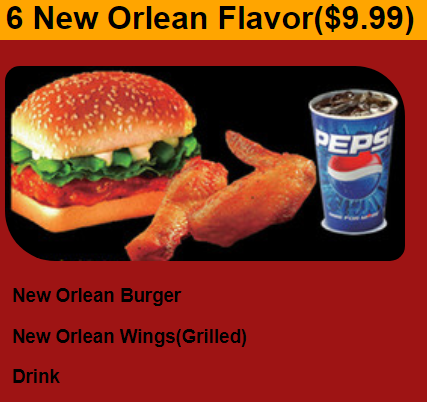 6 New Orlean Flavor($9.99)
PEPSI
New Orlean Burger
New Orlean Wings(Grilled)
Drink